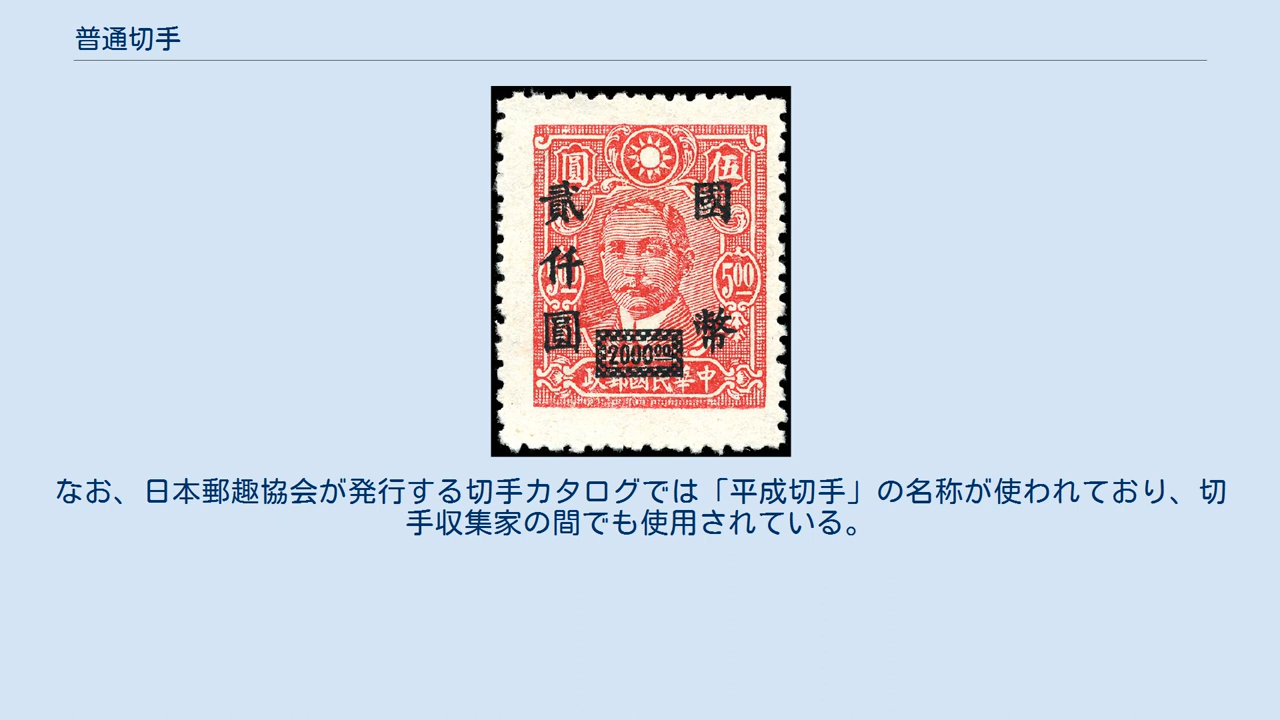 普通切手
圓 伍
貳仟圓
國幣
500
2000.00
政郵國民華中
なお、日本郵趣協会が発行する切手カタログでは「平成切手」の名称が使われており、切
手収集家の間でも使用されている。